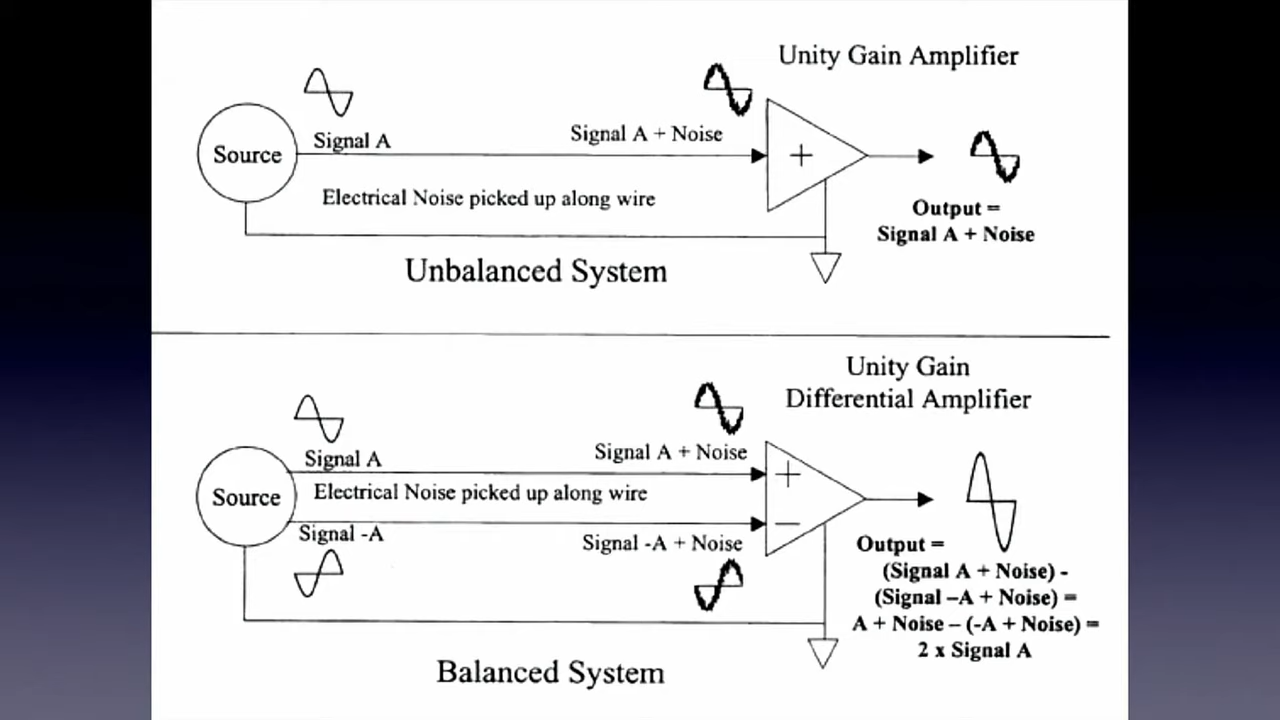 Unity Gain Amplifier
Source
Signal A
Signal A + Noise
+
Electrical Noise picked up along wire
Output =
Signal A + Noise
Unbalanced System
Unity Gain
Differential Amplifier
Source
Signal A
Signal A + Noise
+
Electrical Noise picked up along wire
Signal -A
Signal -A + Noise
−
Output =
(Signal A + Noise) -
(Signal –A + Noise) =
A + Noise – (-A + Noise) =
2 x Signal A
Balanced System